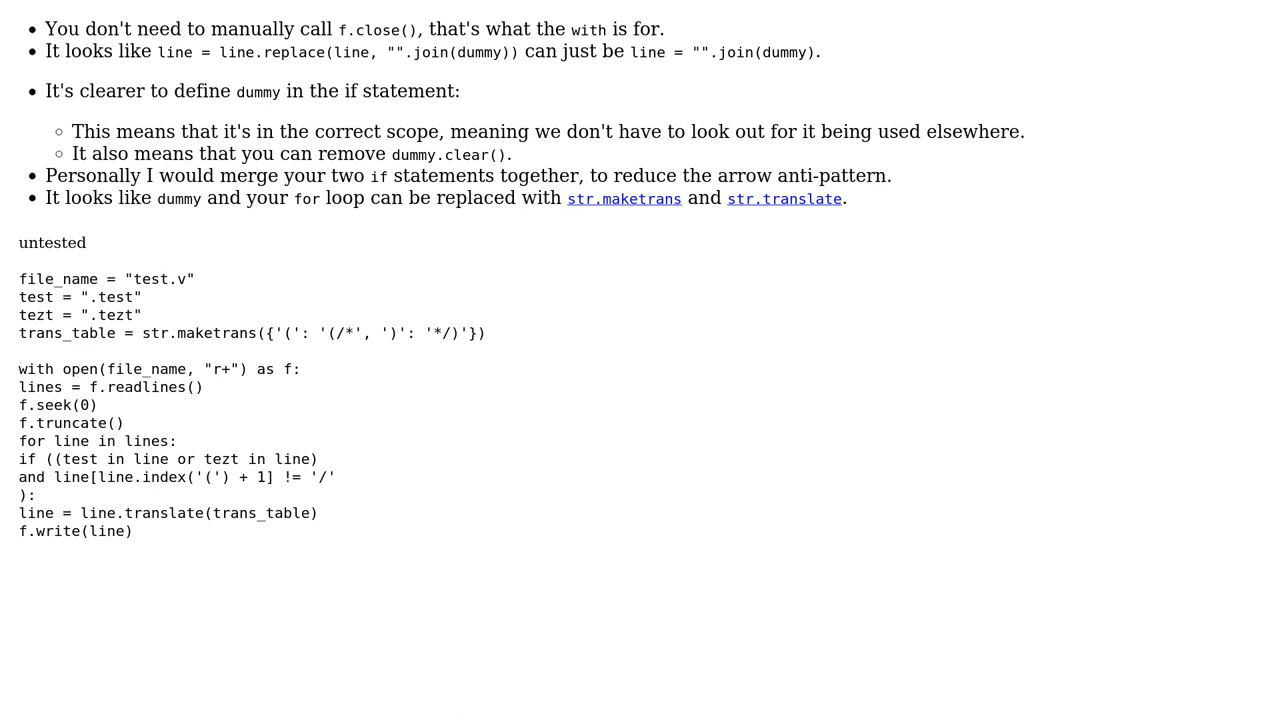 You don't need to manually call f.close(), that's what the with is for.
It looks like line = line.replace(line, "".join(dummy)) can just be line = "".join(dummy).
It's clearer to define dummy in the if statement:
This means that it's in the correct scope, meaning we don't have to look out for it being used elsewhere.
It also means that you can remove dummy.clear().
Personally I would merge your two if statements together, to reduce the arrow anti-pattern.
It looks like dummy and your for loop can be replaced with str.maketrans and str.translate.
untested
file_name = "test.v"
test = ".test"
tezt = ".tezt"
trans_table = str.maketrans({'(': '(/*', ')': '*/)'})
with open(file_name, "r+") as f:
lines = f.readlines()
f.seek(0)
f.truncate()
for line in lines:
if ((test in line or tezt in line)
and line[line.index('(') + 1] != '/'
):
line = line.translate(trans_table)
f.write(line)